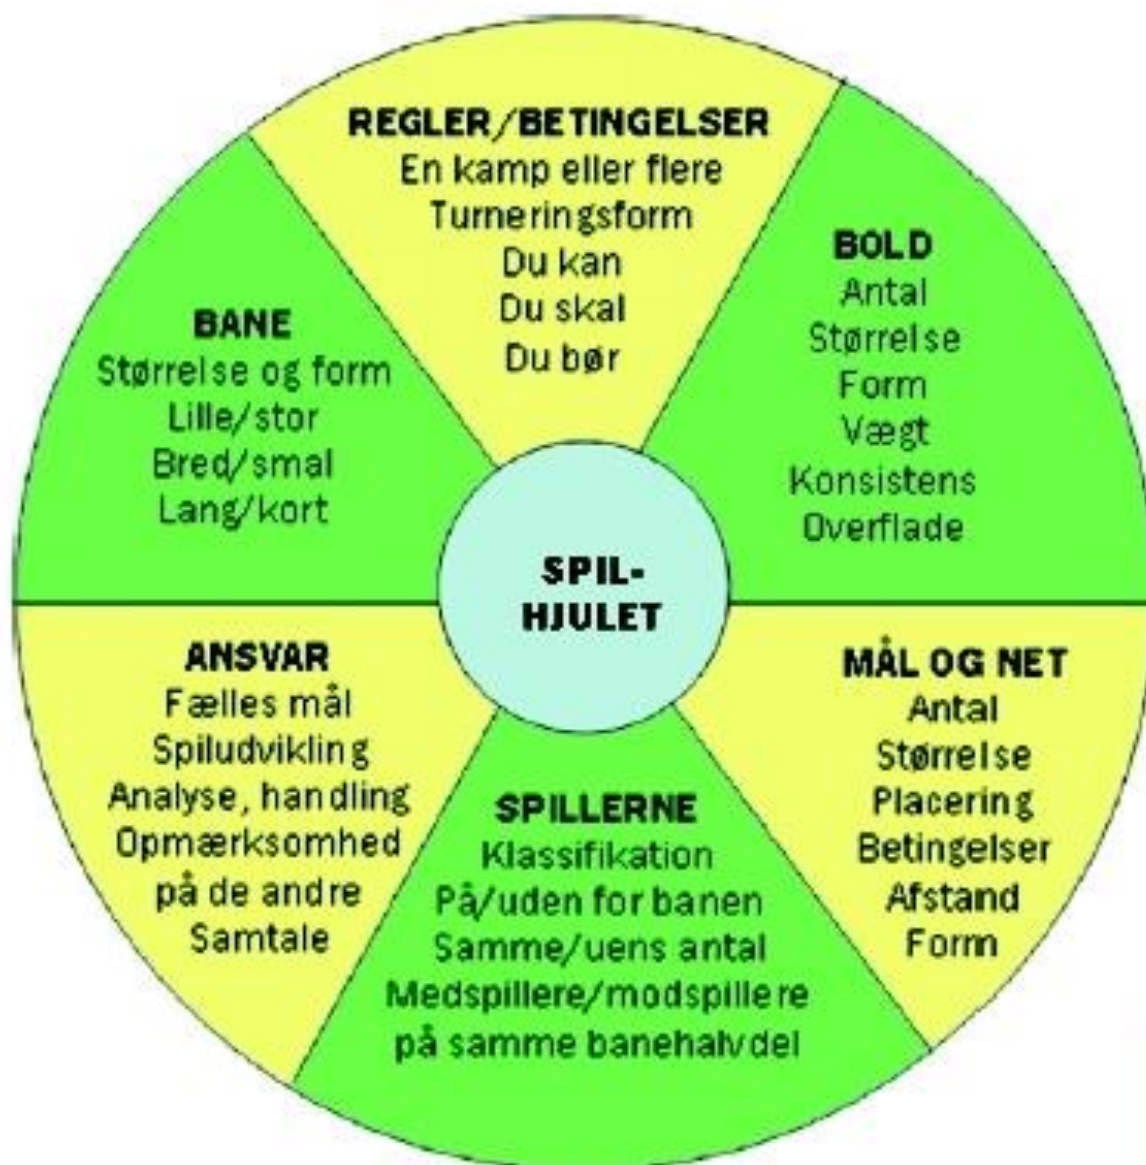 REGLER/BETINGELSER
En kamp eller flere
Turneringsform
Du kan
Du skal
Du bør
BOLD
Antal
Størrelse
Form
Vægt
Konsistens
Overflade
MÅL OG NET
Antal
Størrelse
Placering
Betingelser
Afstand
Form
SPILLERNE
Klassifikation
På/uden for banen
Samme/uens antal
Medspillere/modspillere
på samme banehalvdel
ANSVAR
Fælles mål
Spiludvikling
Analyse, handling
Opmærksomhed
på de andre
Samtale
BANE
Størrelse og form
Lille/stor
Bred/smal
Lang/kort
SPIL-
HJULET